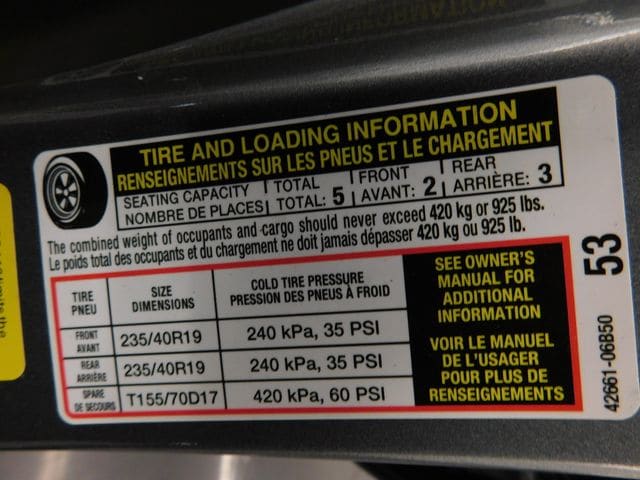 TIRE AND LOADING INFORMATION
RENSEIGNEMENTS SUR LES PNEUS ET LE CHARGEMENT
SEATING CAPACITY TOTAL FRONT REAR
NOMBRE DE PLACES TOTAL: 5 AVANT: 2 ARRIÈRE: 3
The combined weight of occupants and cargo should never exceed 420 kg or 925 lbs.
Le poids total des occupants et du chargement ne doit jamais dépasser 420 kg ou 925 lb.
TIRE SIZE COLD TIRE PRESSURE
PNEU DIMENSIONS PRESSION DES PNEUS À FROID
FRONT
AVANT 235/40R19 240 kPa, 35 PSI
REAR
ARRIÈRE 235/40R19 240 kPa, 35 PSI
SPARE
DE SECOURS T155/70D17 420 kPa, 60 PSI
SEE OWNER'S
MANUAL FOR
ADDITIONAL
INFORMATION
VOIR LE MANUEL
DE L'USAGER
POUR PLUS DE
RENSEIGNEMENTS
42661-06B50 53